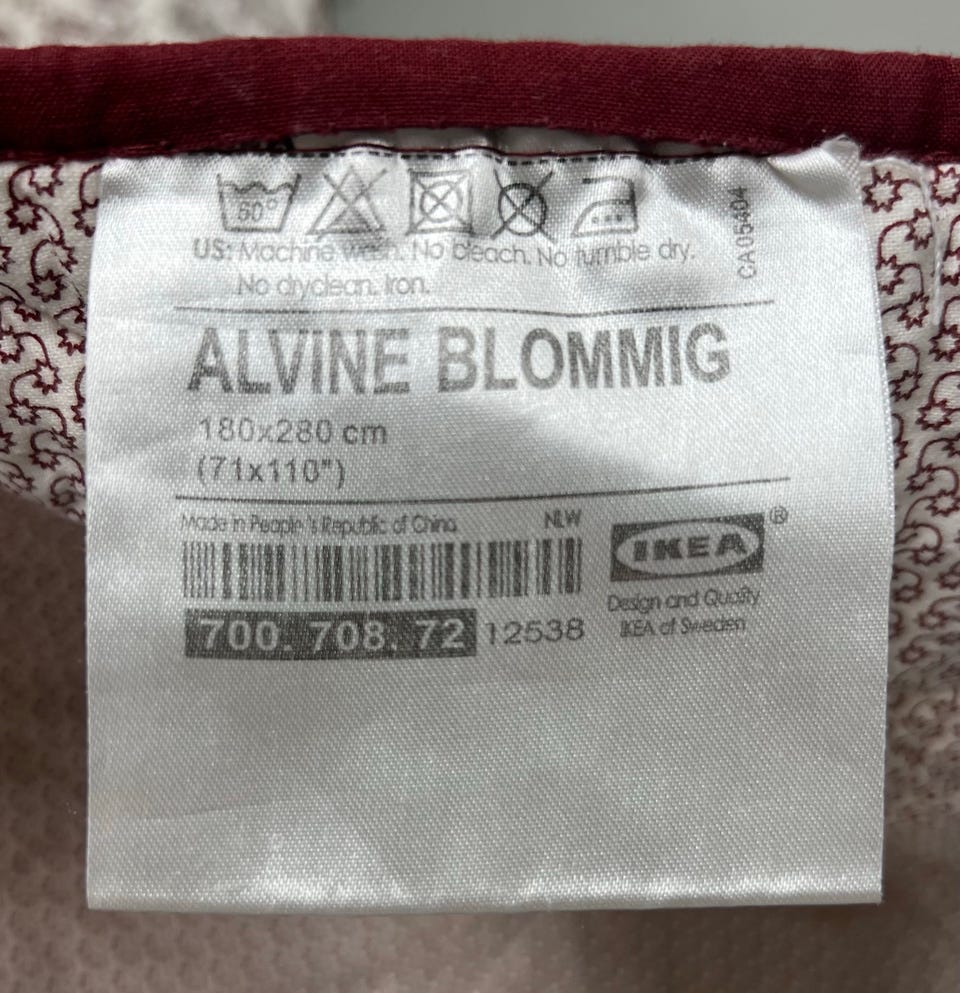 50°
US: Machine wash. No bleach. No tumble dry.
No dryclean. Iron.
CA05404
ALVINE BLOMMIG
180x280 cm
(71x110")
Made in People's Republic of China NLW
700. 708. 72 12538
IKEA®
Design and Quality
IKEA of Sweden